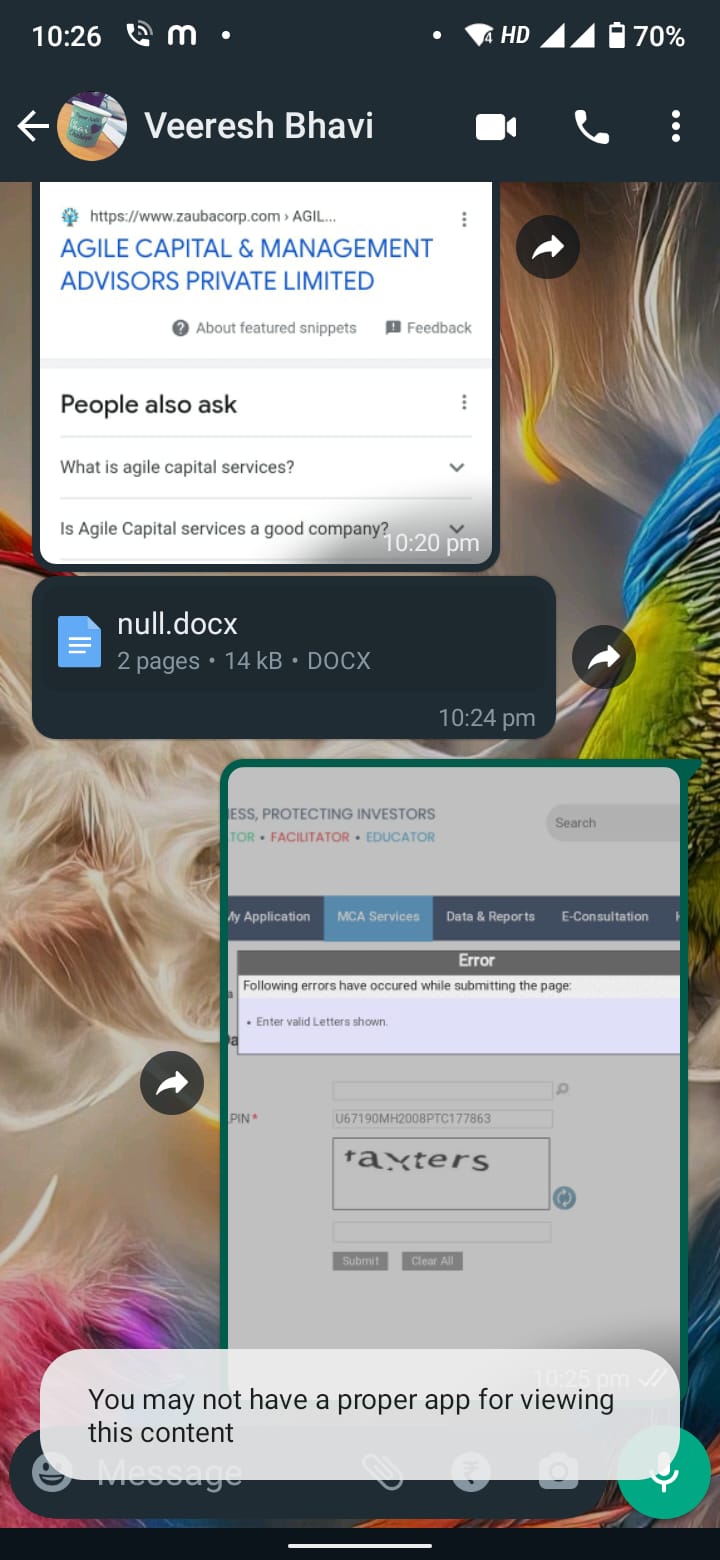 10:26
HD
70%
Veeresh Bhavi
https://www.zaubacorp.com › AGIL...
AGILE CAPITAL & MANAGEMENT
ADVISORS PRIVATE LIMITED
About featured snippets
Feedback
People also ask
What is agile capital services?
Is Agile Capital services a good company?
10:20 pm
null.docx
2 pages • 14 kB • DOCX
10:24 pm
ESS, PROTECTING INVESTORS
TOR • FACILITATOR • EDUCATOR
Search
My Application
MCA Services
Data & Reports
E-Consultation
Error
Following errors have occured while submitting the page:
• Enter valid Letters shown.
PIN*
U67190MH2008PTC177863
taxters
Submit
Clear All
10:25 pm
You may not have a proper app for viewing
this content
Message